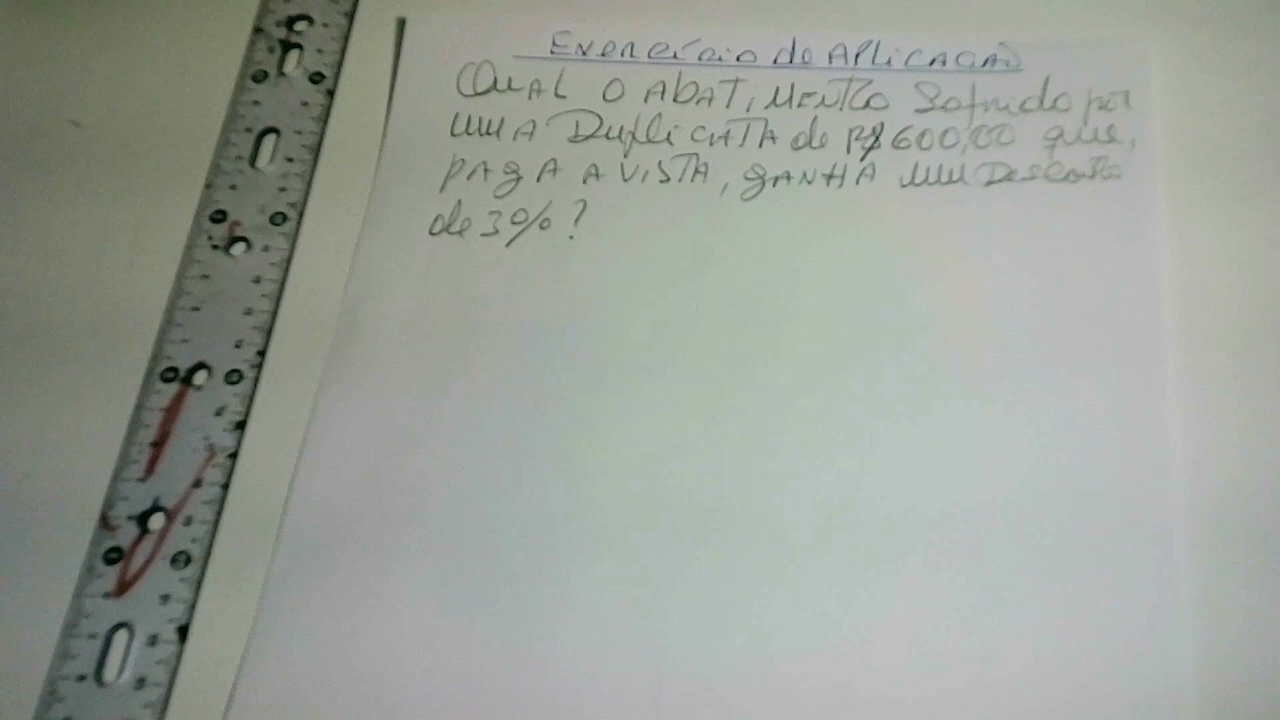 Exercício de Aplicação
Qual o abatimento sofrido por
uma Duplicata de R$600,00 que,
paga a vista, ganha um Desconto
de 3%?